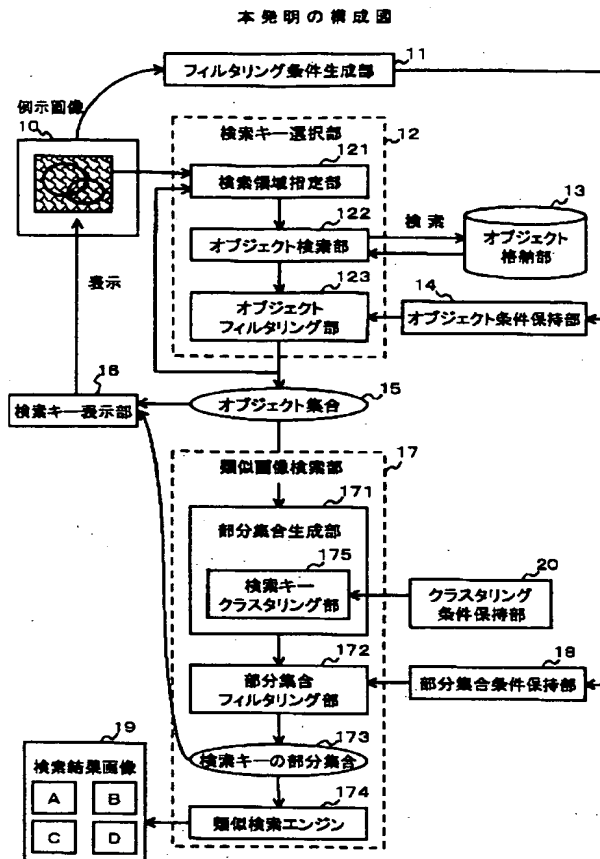 本発明の構成図
11
フィルタリング条件生成部
例示画像
10
検索キー選択部
12
121
検索領域指定部
122
オブジェクト検索部
検索
13
オブジェクト
格納部
123
オブジェクト
フィルタリング部
14
オブジェクト条件保持部
表示
16
検索キー表示部
15
オブジェクト集合
類似画像検索部
17
171
部分集合生成部
175
検索キー
クラスタリング部
20
クラスタリング
条件保持部
172
部分集合
フィルタリング部
18
部分集合条件保持部
173
検索キーの部分集合
19
検索結果画像
A
B
C
D
174
類似検索エンジン